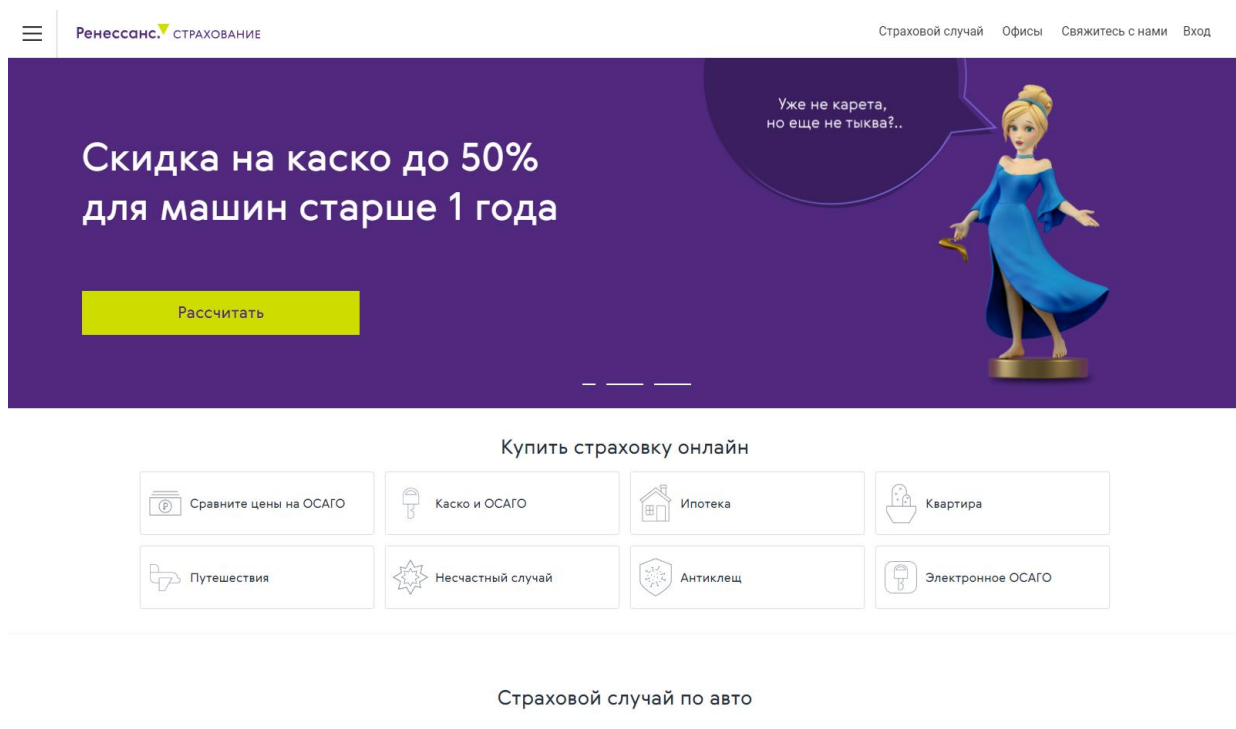 Ренессанс. СТРАХОВАНИЕ
Страховой случай Офисы Свяжитесь с нами Вход
Уже не карета,
но еще не тыква?..
Скидка на каско до 50%
для машин старше 1 года
Рассчитать
Купить страховку онлайн
Сравните цены на ОСАГО
Каско и ОСАГО
Ипотека
Квартира
Путешествия
Несчастный случай
Антиклещ
Электронное ОСАГО
Страховой случай по авто